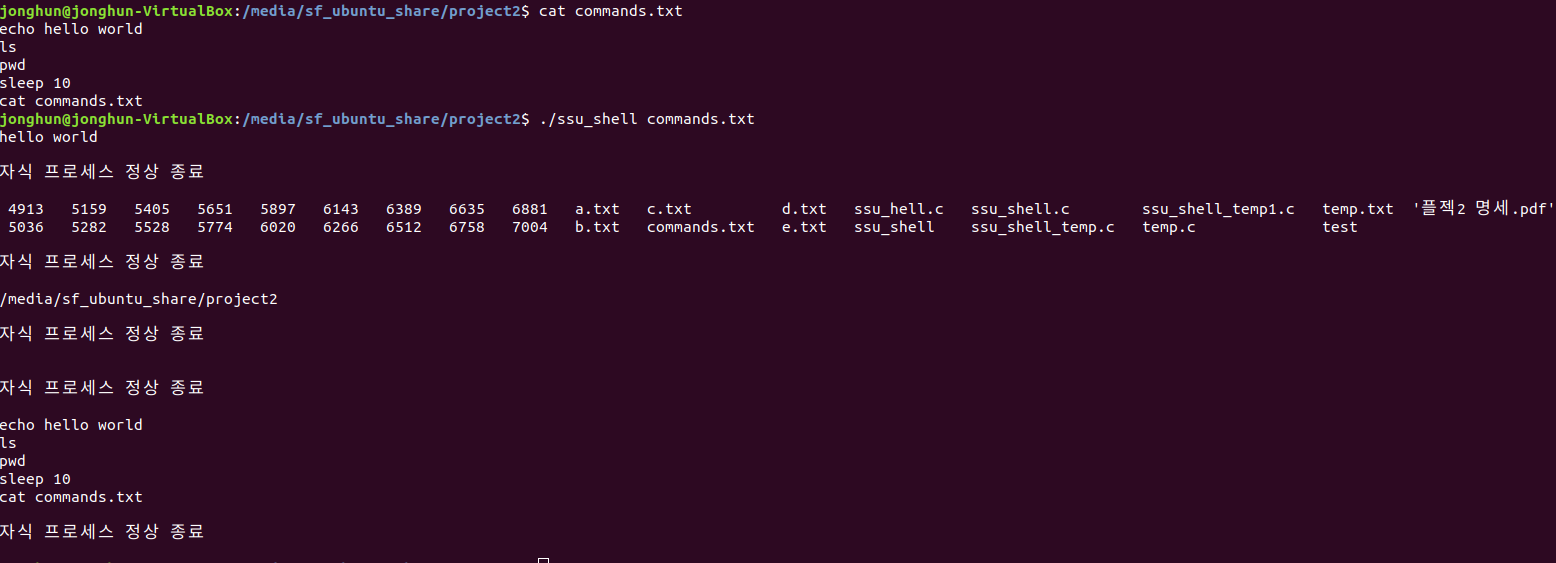 jonghun@jonghun-VirtualBox:/media/sf_ubuntu_share/project2$ cat commands.txt
echo hello world
ls
pwd
sleep 10
cat commands.txt
jonghun@jonghun-VirtualBox:/media/sf_ubuntu_share/project2$ ./ssu_shell commands.txt
hello world
자식 프로세스 정상 종료
4913 5159 5405 5651 5897 6143 6389 6635 6881 a.txt c.txt d.txt ssu_hell.c ssu_shell.c ssu_shell_temp1.c temp.txt '플젝2 명세.pdf'
5036 5282 5528 5774 6020 6266 6512 6758 7004 b.txt commands.txt e.txt ssu_shell ssu_shell_temp.c temp.c test
자식 프로세스 정상 종료
/media/sf_ubuntu_share/project2
자식 프로세스 정상 종료
자식 프로세스 정상 종료
echo hello world
ls
pwd
sleep 10
cat commands.txt
자식 프로세스 정상 종료